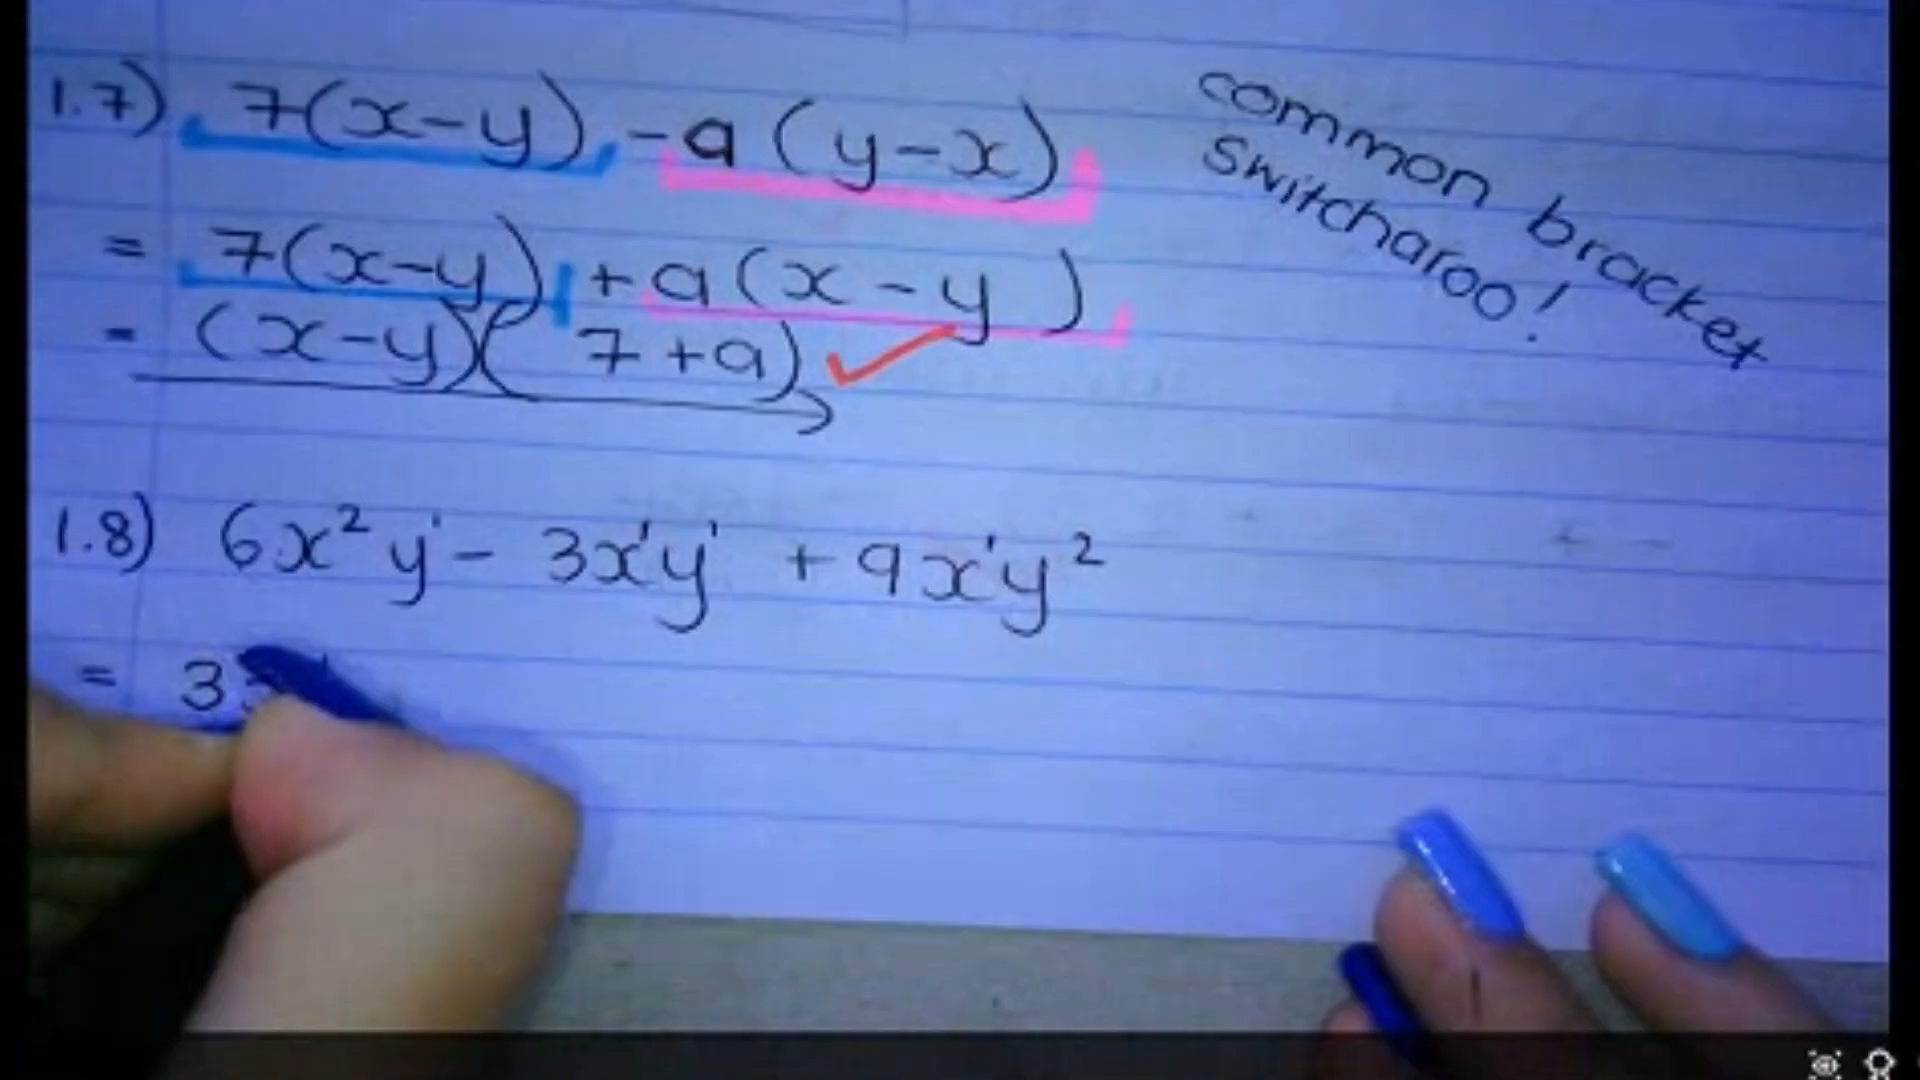 1.7) 7(x-y) - a(y-x)
= 7(x-y) + a(x-y)
= (x-y)(7+a) ✓
common bracket
Switcharoo!
1.8) 6x²y¹ - 3x¹y¹ + 9x¹y²
= 3